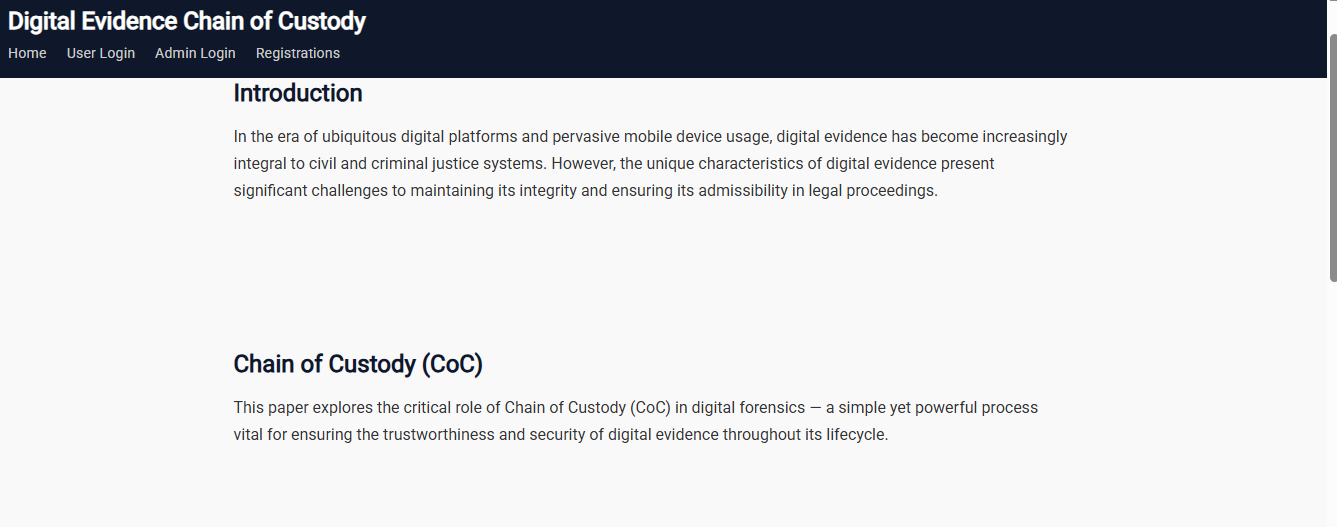 Digital Evidence Chain of Custody
Home User Login Admin Login Registrations
Introduction
In the era of ubiquitous digital platforms and pervasive mobile device usage, digital evidence has become increasingly
integral to civil and criminal justice systems. However, the unique characteristics of digital evidence present
significant challenges to maintaining its integrity and ensuring its admissibility in legal proceedings.
Chain of Custody (CoC)
This paper explores the critical role of Chain of Custody (CoC) in digital forensics — a simple yet powerful process
vital for ensuring the trustworthiness and security of digital evidence throughout its lifecycle.